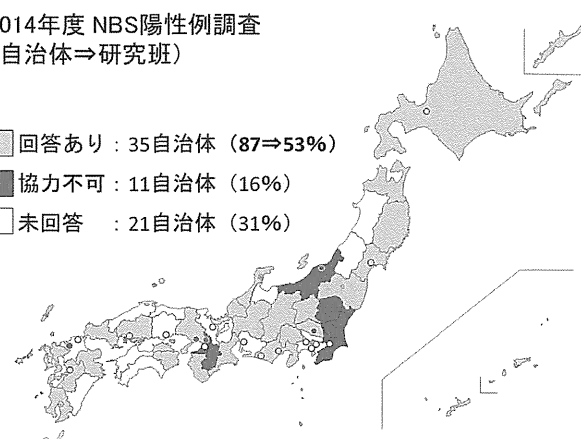 014年度 NBS陽性例調査
自治体⇒研究班）
回答あり：35自治体（87⇒53%）
協力不可：11自治体（16%）
未回答　：21自治体（31%）